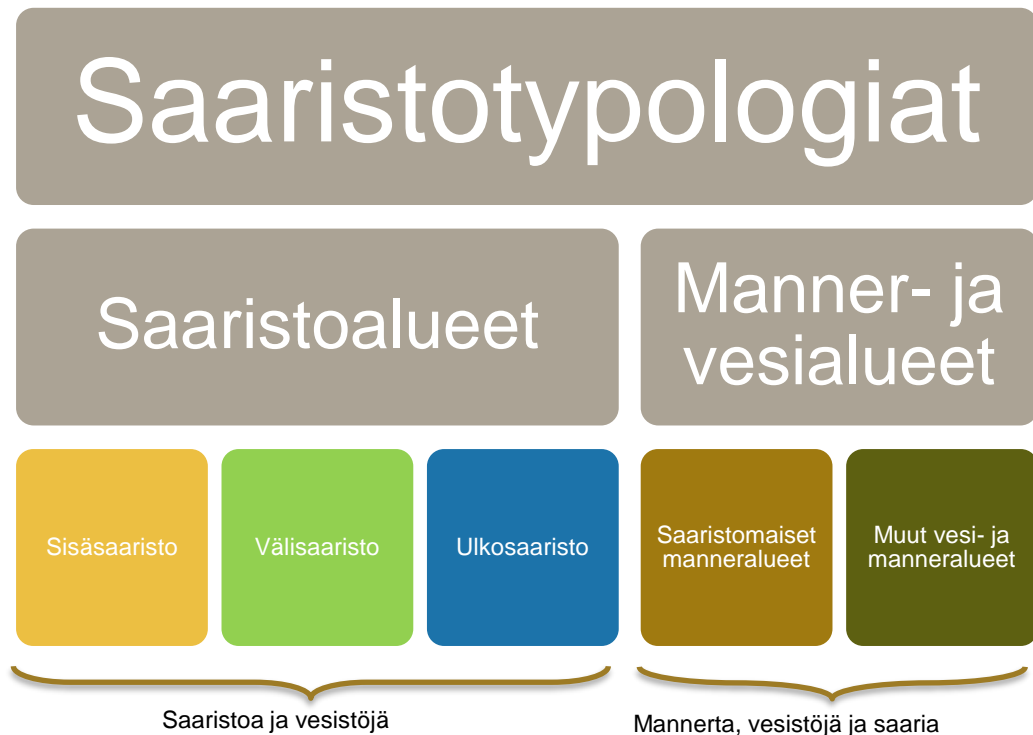 Saaristotypologiat
Saaristoalueet
Manner- ja
vesialueet
Sisäsaaristo
Välisaaristo
Ulkosaaristo
Saaristomaiset
manneralueet
Muut vesi- ja
manneralueet
Saaristoa ja vesistöjä
Mannerta, vesistöjä ja saaria